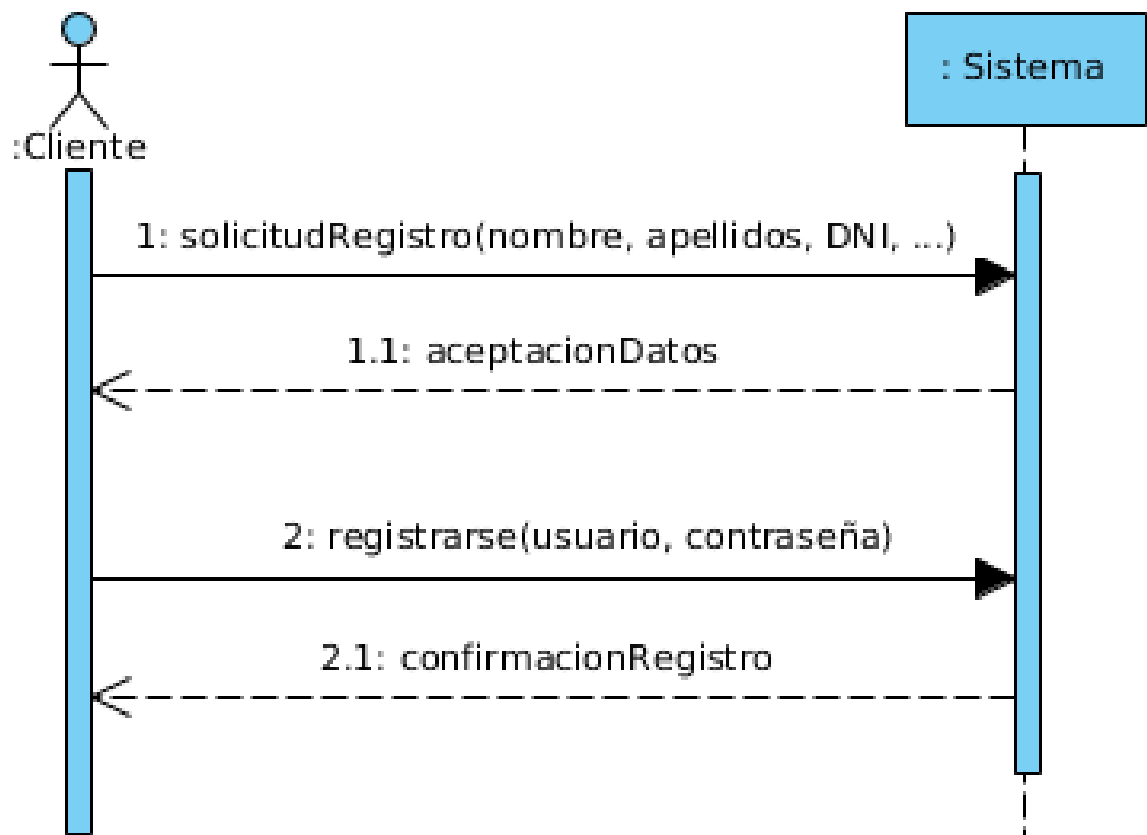 : Sistema
:Cliente
1: solicitudRegistro(nombre, apellidos, DNI, ...)
1.1: aceptacionDatos
2: registrarse(usuario, contraseña)
2.1: confirmacionRegistro